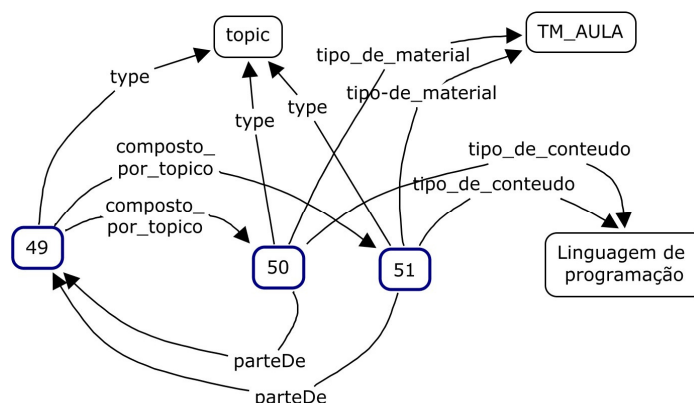 topic
TM_AULA
tipo_de_material
type
tipo-de_material
type
type
composto_
por_topico
tipo_de_conteudo
tipo_de_conteudo
composto_
por_topico
49
50
51
Linguagem de
programação
parteDe
parteDe